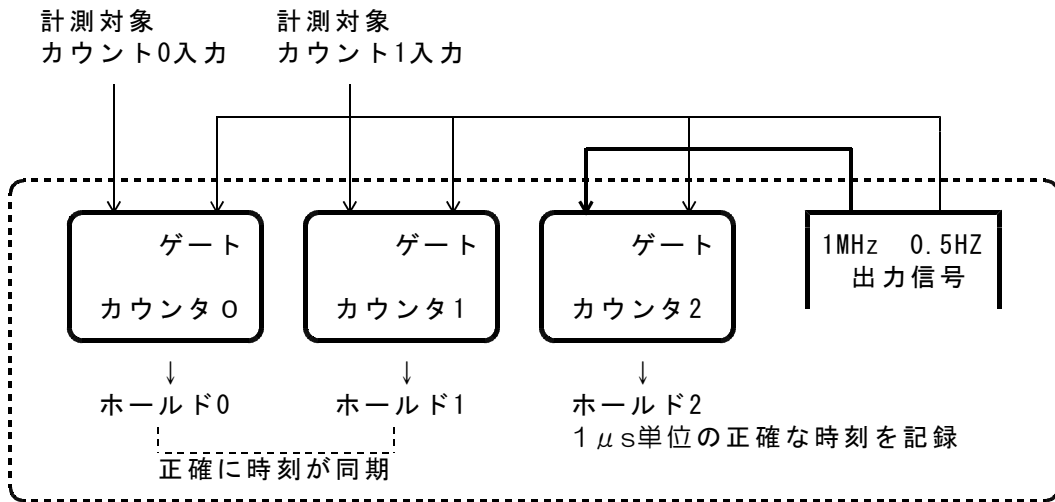 計測対象
カウント0入力
計測対象
カウント1入力
ゲート
カウンタ0
ゲート
カウンタ1
ゲート
カウンタ2
1MHz 0.5HZ
出力信号
↓
ホールド0
↓
ホールド1
↓
ホールド2
1μs単位の正確な時刻を記録
正確に時刻が同期